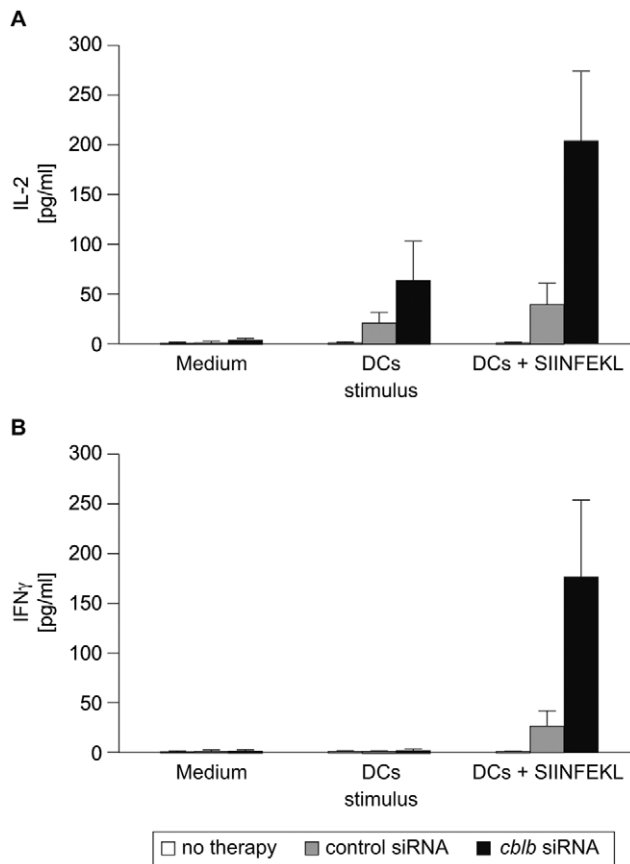 A
300
250
200
150
100
50
0
IL-2
[pg/ml]
Medium
DCs
DCs + SIINFEKL
stimulus
B
300
250
200
150
100
50
0
IFNγ
[pg/ml]
Medium
DCs
DCs + SIINFEKL
stimulus
no therapy control siRNA cblb siRNA